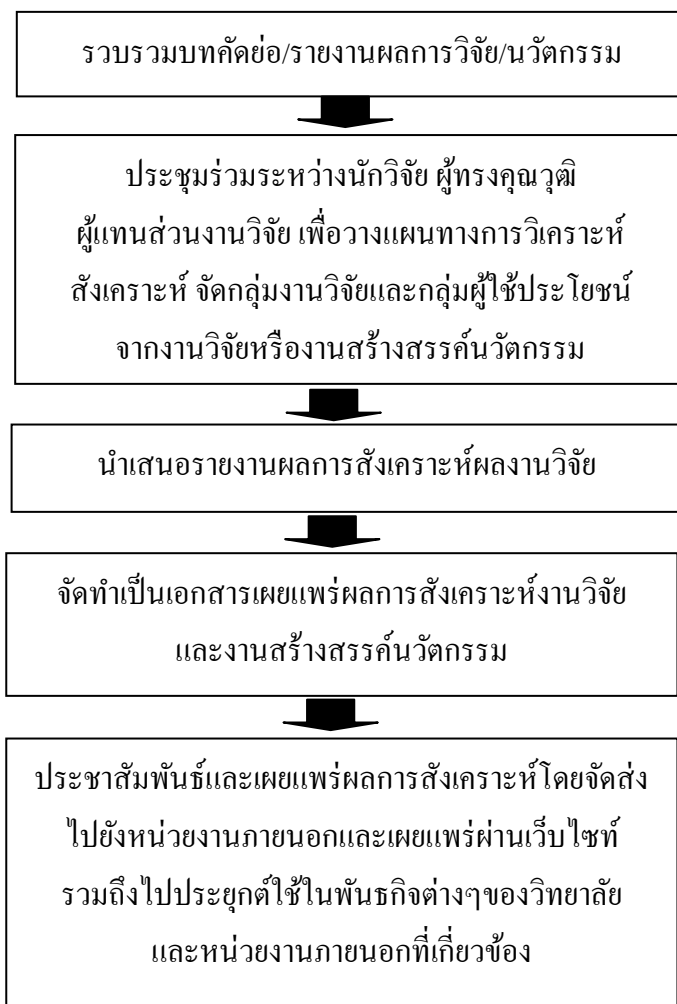 รวบรวมบทคัดย่อ/รายงานผลการวิจัย/นวัตกรรม
ประชุมร่วมระหว่างนักวิจัย ผู้ทรงคุณวุฒิ
ผู้แทนส่วนงานวิจัย เพื่อวางแผนทางการวิเคราะห์
สังเคราะห์ จัดกลุ่มงานวิจัยและกลุ่มผู้ใช้ประโยชน์
จากงานวิจัยหรืองานสร้างสรรค์นวัตกรรม
นำเสนอรายงานผลการสังเคราะห์ผลงานวิจัย
จัดทำเป็นเอกสารเผยแพร่ผลการสังเคราะห์งานวิจัย
และงานสร้างสรรค์นวัตกรรม
ประชาสัมพันธ์และเผยแพร่ผลการสังเคราะห์โดยจัดส่ง
ไปยังหน่วยงานภายนอกและเผยแพร่ผ่านเว็บไซท์
รวมถึงไปประยุกต์ใช้ในพันธกิจต่างๆของวิทยาลัย
และหน่วยงานภายนอกที่เกี่ยวข้อง